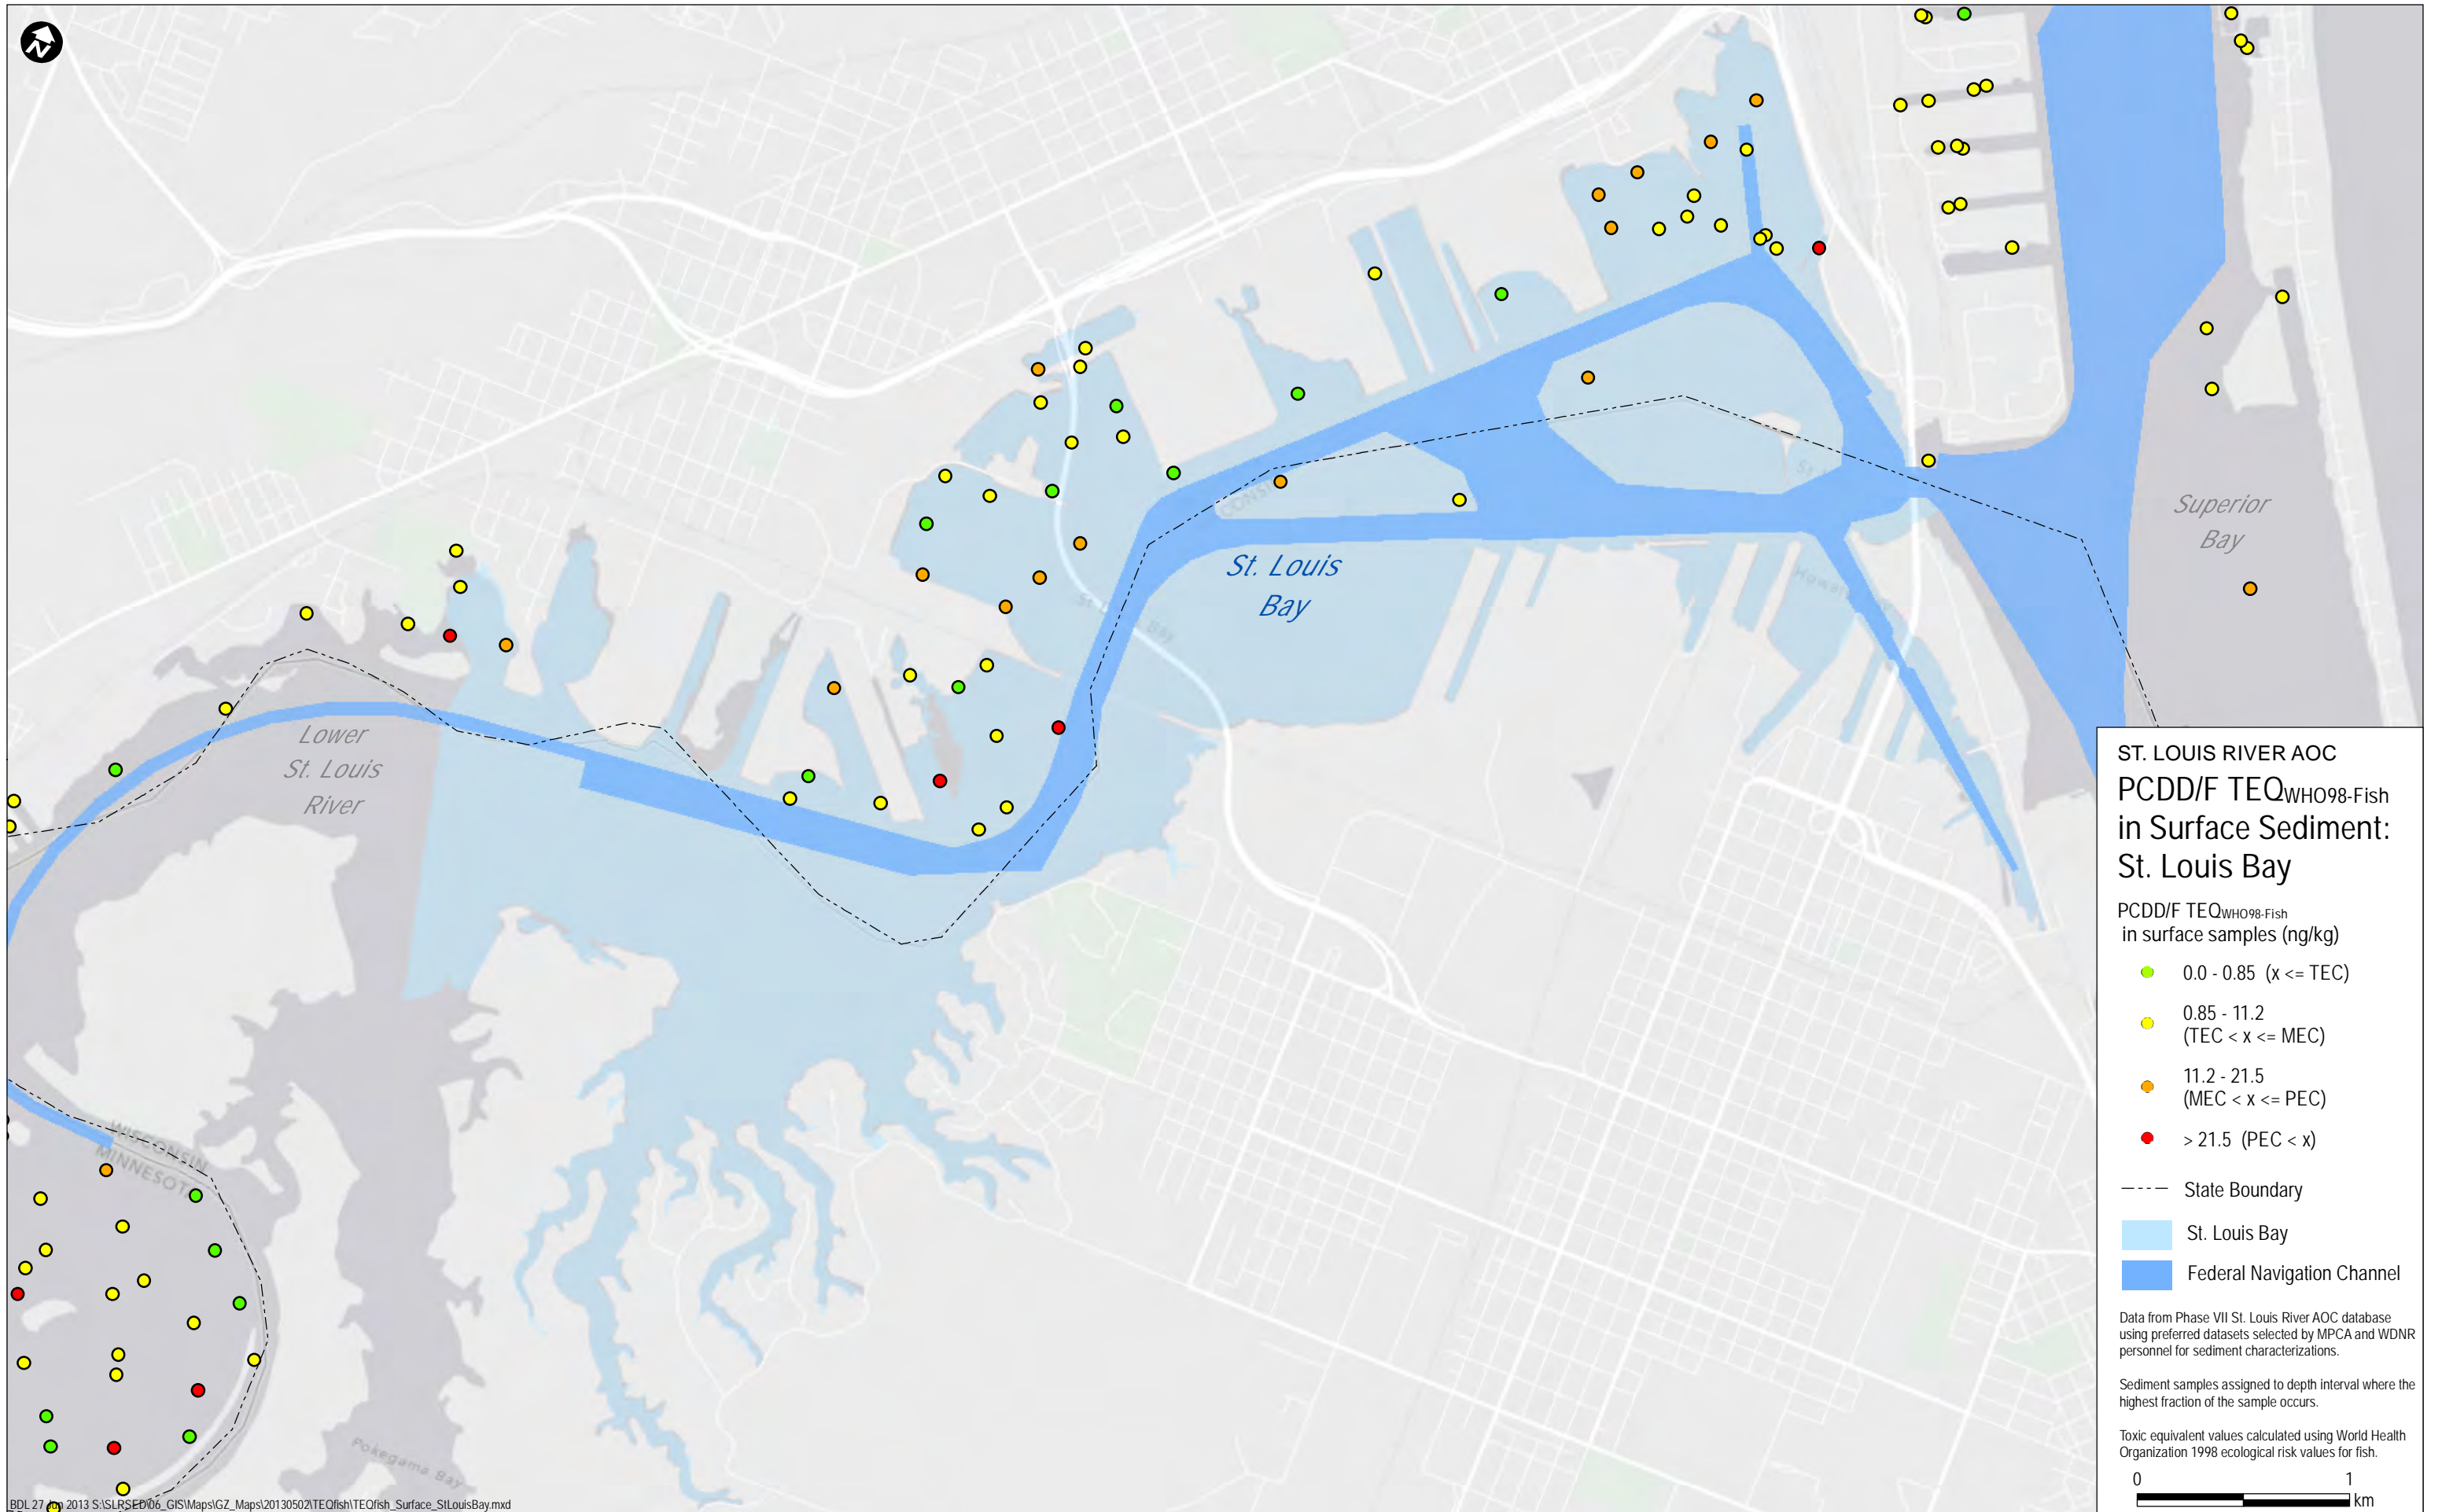 N
Superior
Bay
St. Louis
Bay
Lower
St. Louis
River
WISCONSIN
MINNESOTA
Pokegama Bay
BDL 27 Jun 2013 S:\SLRSED\06_GIS\Maps\GZ_Maps\20130502\TEQfish\TEQfish_Surface_StLouisBay.mxd
ST. LOUIS RIVER AOC
PCDD/F TEQWHO98-Fish
in Surface Sediment:
St. Louis Bay
PCDD/F TEQWHO98-Fish
in surface samples (ng/kg)
0.0 - 0.85 (x <= TEC)
0.85 - 11.2
(TEC < x <= MEC)
11.2 - 21.5
(MEC < x <= PEC)
> 21.5 (PEC < x)
State Boundary
St. Louis Bay
Federal Navigation Channel
Data from Phase VII St. Louis River AOC database
using preferred datasets selected by MPCA and WDNR
personnel for sediment characterizations.
Sediment samples assigned to depth interval where the
highest fraction of the sample occurs.
Toxic equivalent values calculated using World Health
Organization 1998 ecological risk values for fish.
0 1
km